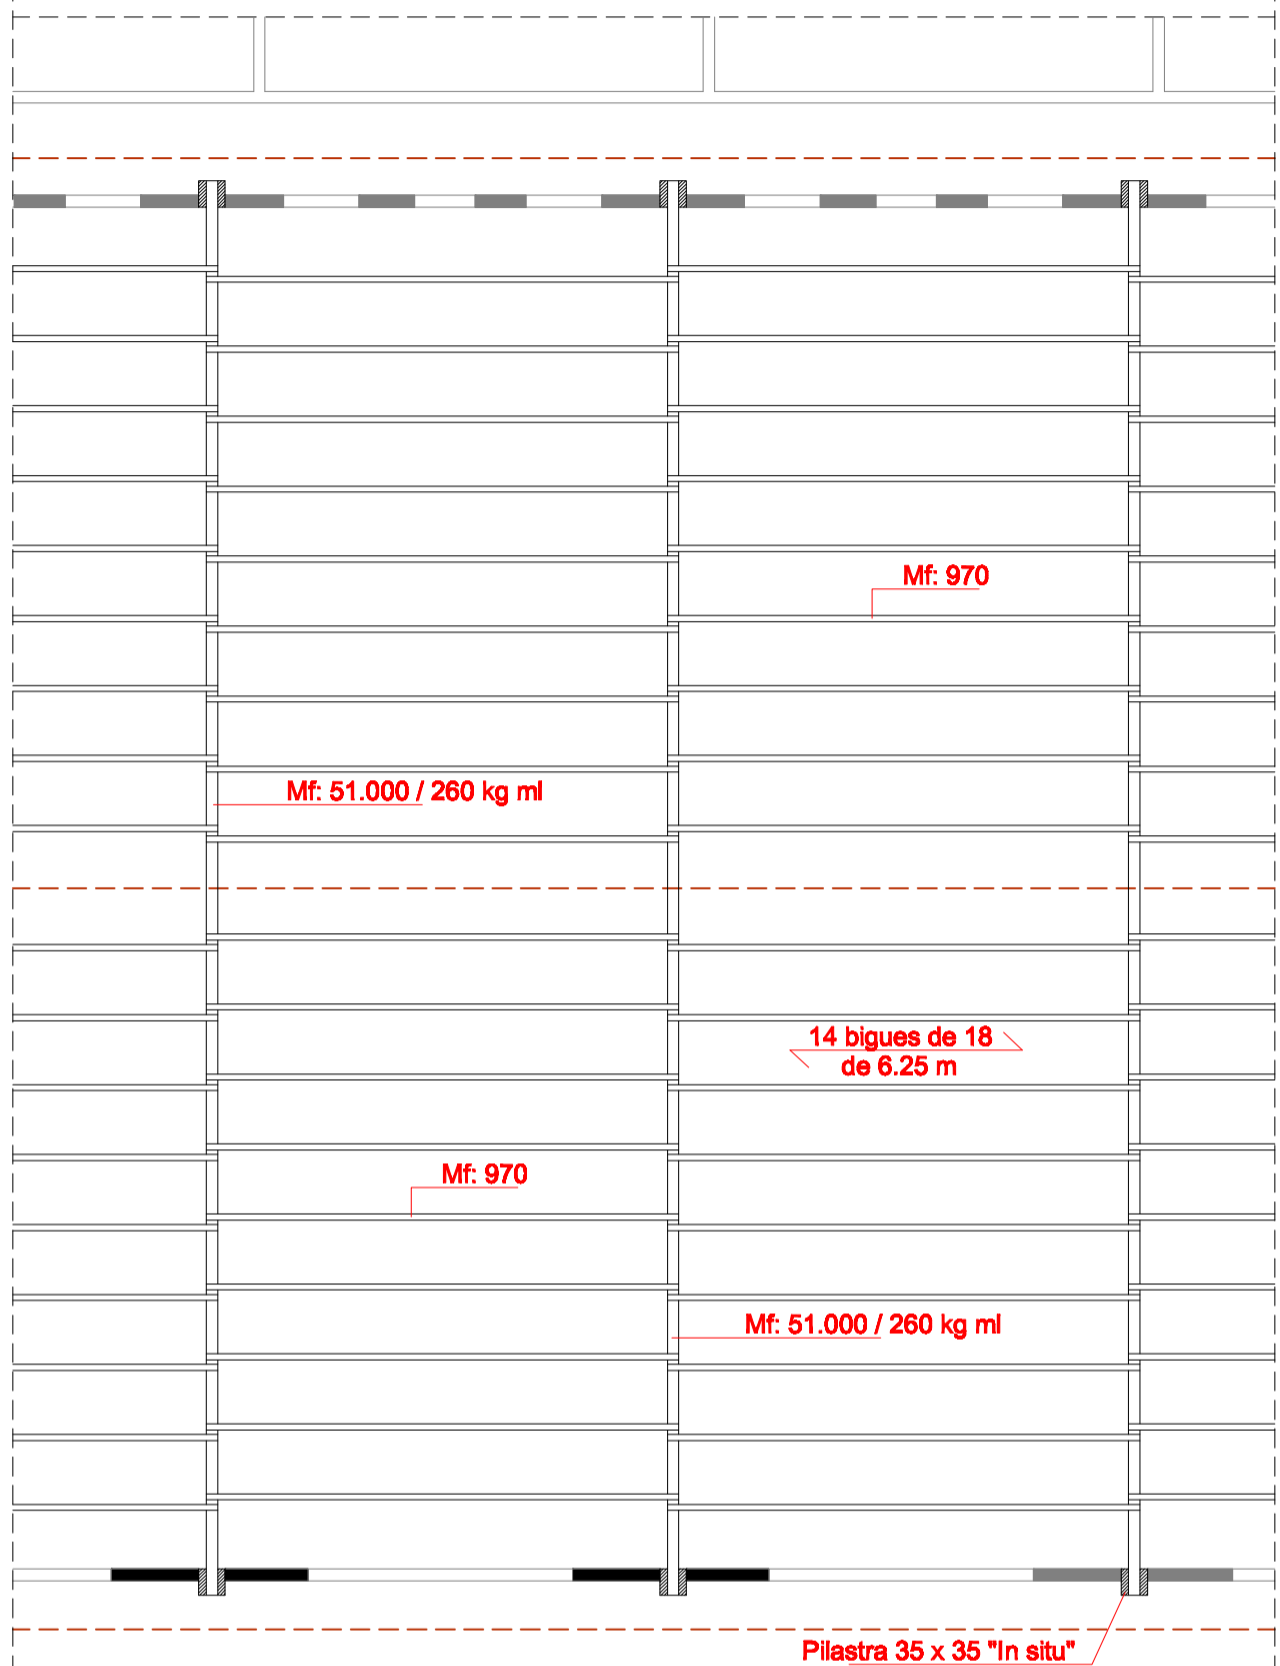 Mf: 970
Mf: 51.000 / 260 kg ml
14 bigues de 18
de 6.25 m
Mf: 970
Mf: 51.000 / 260 kg ml
Pilastra 35 x 35 "In situ"